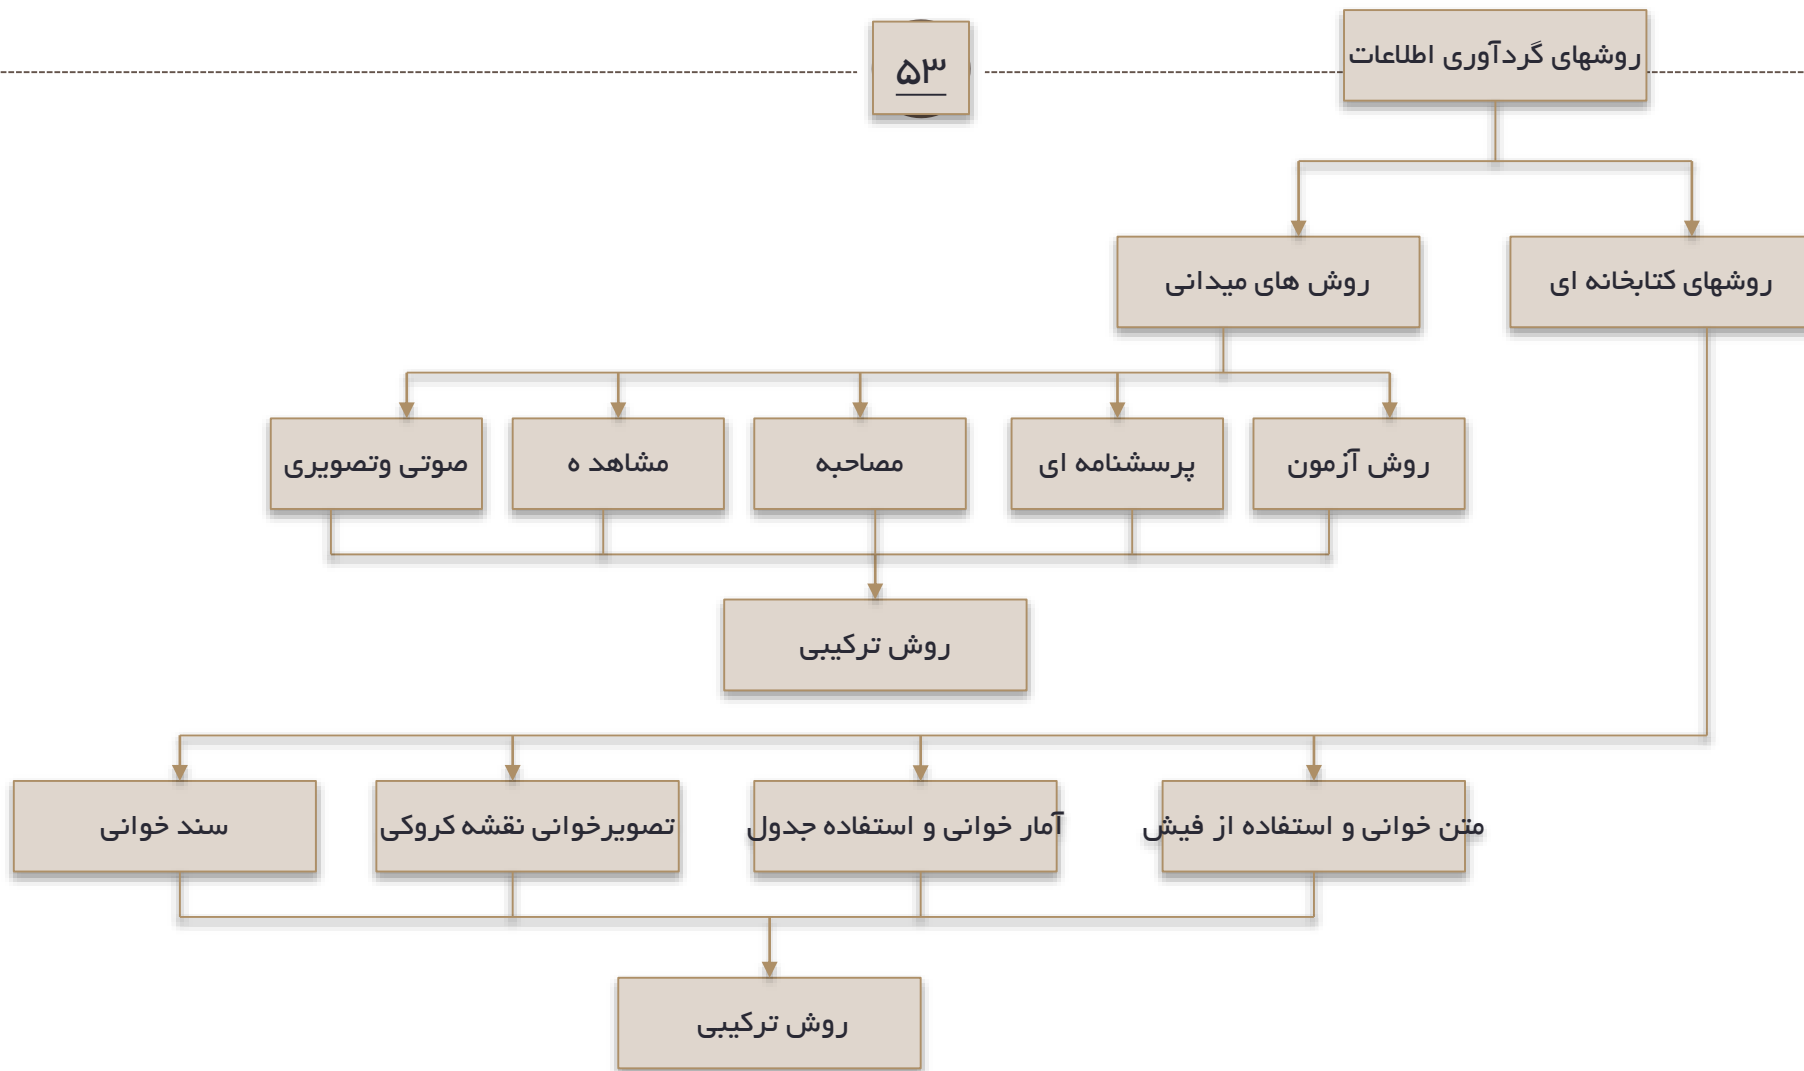 ۵۳
روشهای گردآوری اطلاعات
روشهای کتابخانه ای
روش های میدانی
روش آزمون
پرسشنامه ای
مصاحبه
مشاهد ه
صوتی وتصویری
روش ترکیبی
متن خوانی و استفاده از فیش
آمار خوانی و استفاده جدول
تصویرخوانی نقشه کروکی
سند خوانی
روش ترکیبی